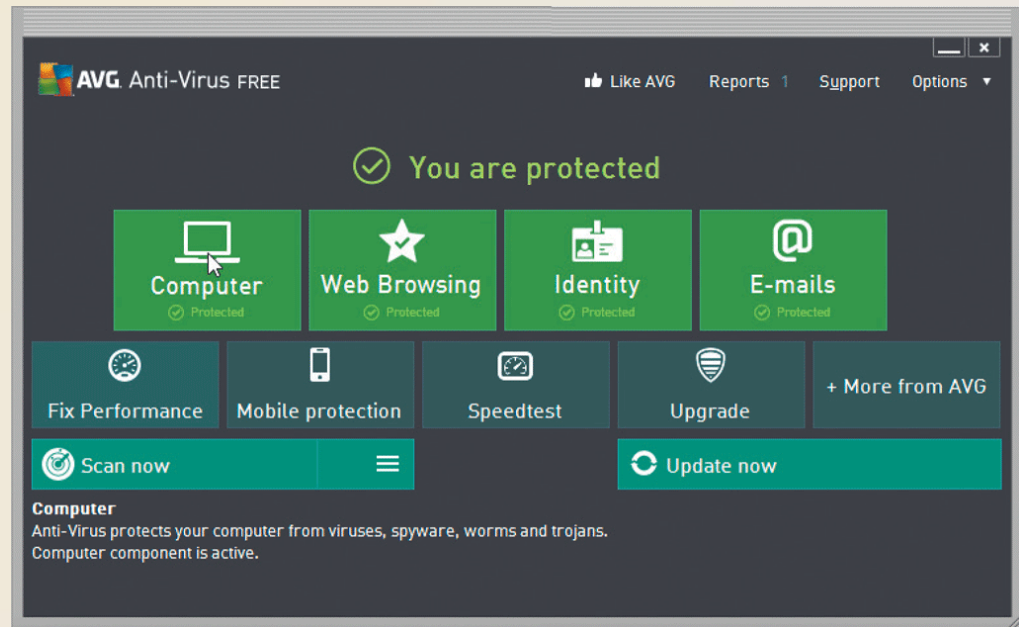 AVG. Anti-Virus FREE
Like AVG
Reports 1
Support
Options
You are protected
Computer
Protected
Web Browsing
Protected
Identity
Protected
E-mails
Protected
Fix Performance
Mobile protection
Speedtest
Upgrade
+ More from AVG
Scan now
Update now
Computer
Anti-Virus protects your computer from viruses, spyware, worms and trojans.
Computer component is active.